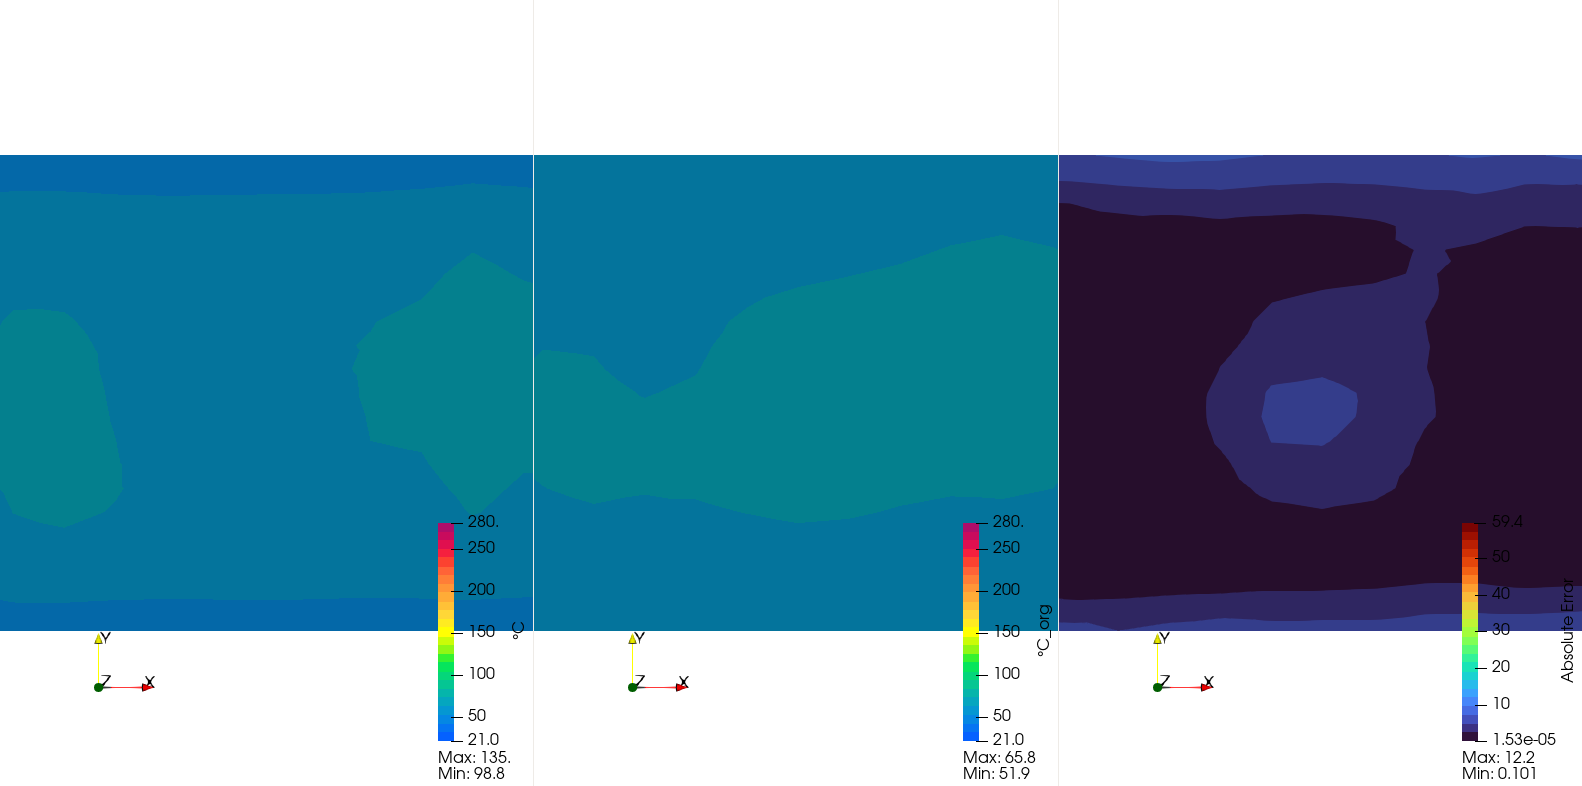 280.
250
200
150
100
50
21.0
°C
Max: 135.
Min: 98.8
Y
Z
X
280.
250
200
150
100
50
21.0
°C_org
Max: 65.8
Min: 51.9
Y
Z
X
59.4
50
40
30
20
10
1.53e-05
Absolute Error
Max: 12.2
Min: 0.101
Y
Z
X